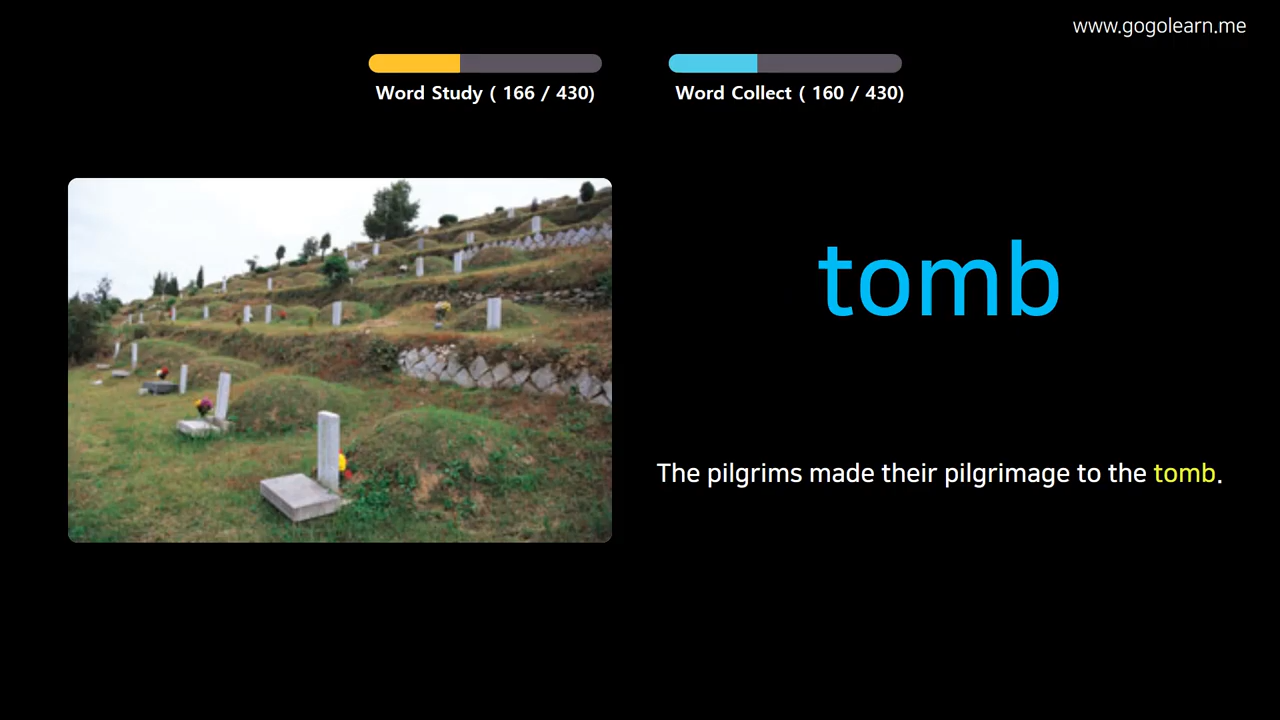 www.gogolearn.me
Word Study ( 166 / 430)
Word Collect ( 160 / 430)
tomb
The pilgrims made their pilgrimage to the tomb.